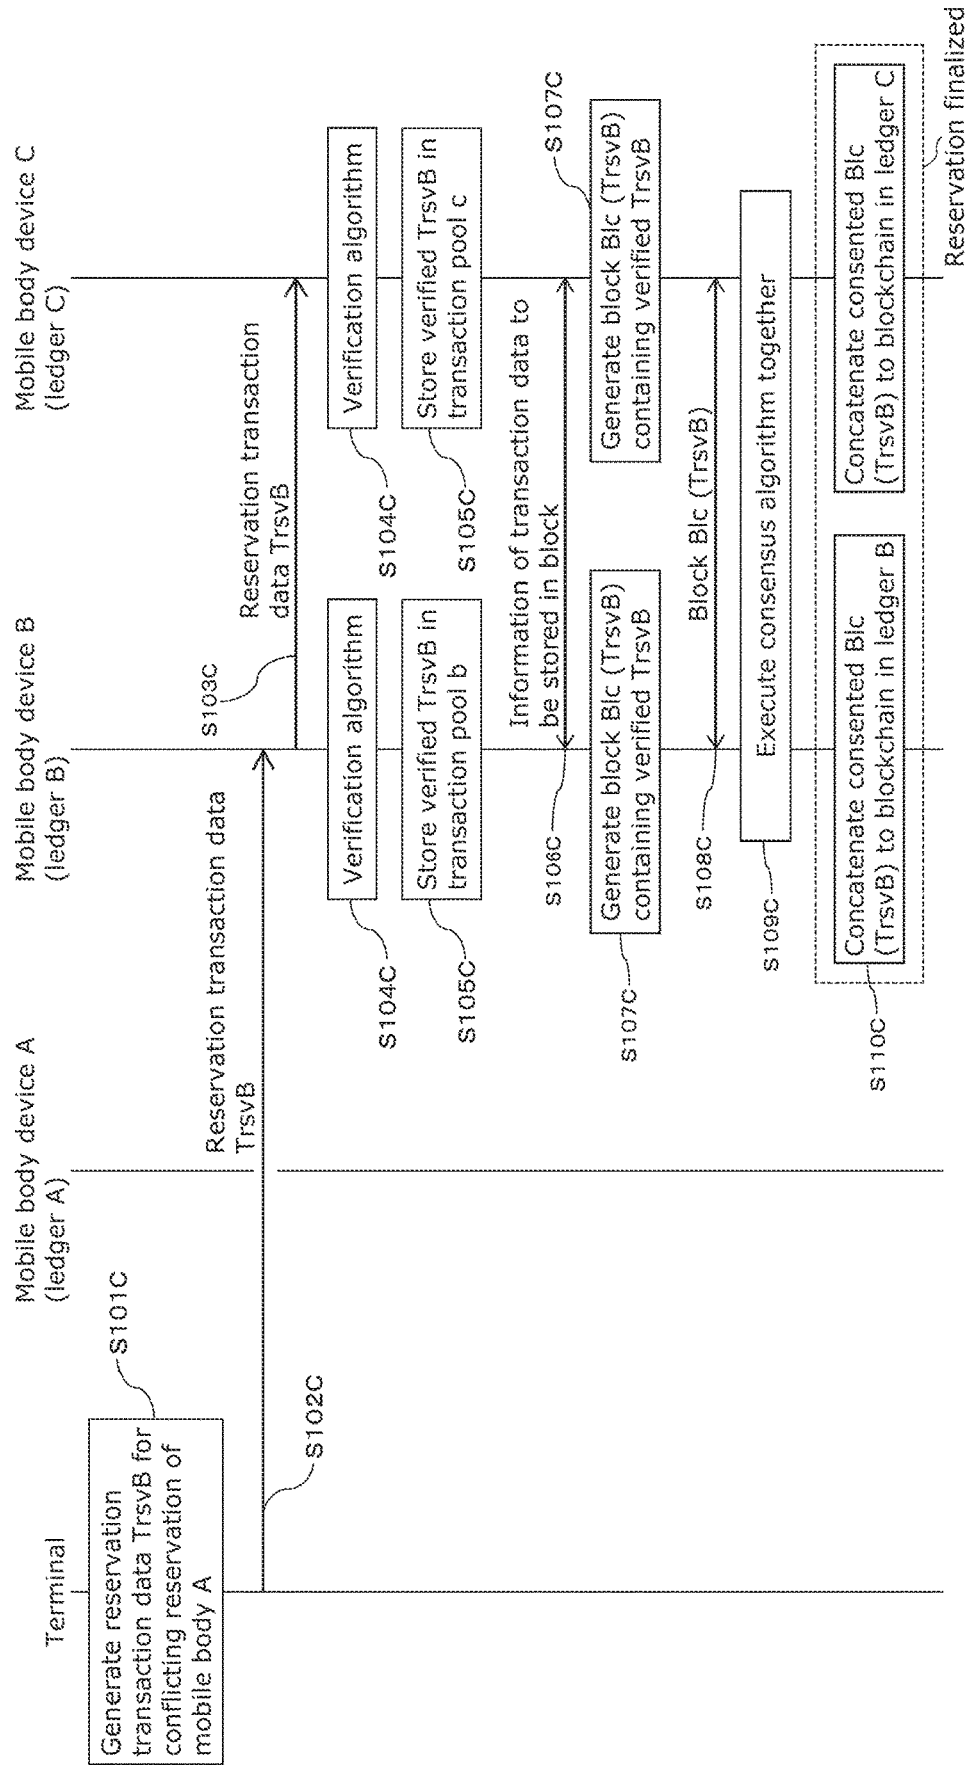 Terminal
Mobile body device A
(ledger A)
Mobile body device B
(ledger B)
Mobile body device C
(ledger C)
Generate reservation
transaction data TrsvB for
conflicting reservation of
mobile body A
S101C
Reservation transaction data
TrsvB
S102C
S103C
Reservation transaction
data TrsvB
Verification algorithm
S104C
Verification algorithm
S104C
Store verified TrsvB in
transaction pool b
S105C
Store verified TrsvB in
transaction pool c
S105C
Information of transaction data to
be stored in block
S106C
Generate block Blc (TrsvB)
containing verified TrsvB
S107C
Generate block Blc (TrsvB)
containing verified TrsvB
S107C
Block Blc (TrsvB)
S108C
Execute consensus algorithm together
S109C
Concatenate consented Blc
(TrsvB) to blockchain in ledger B
S110C
Concatenate consented Blc
(TrsvB) to blockchain in ledger C
Reservation finalized